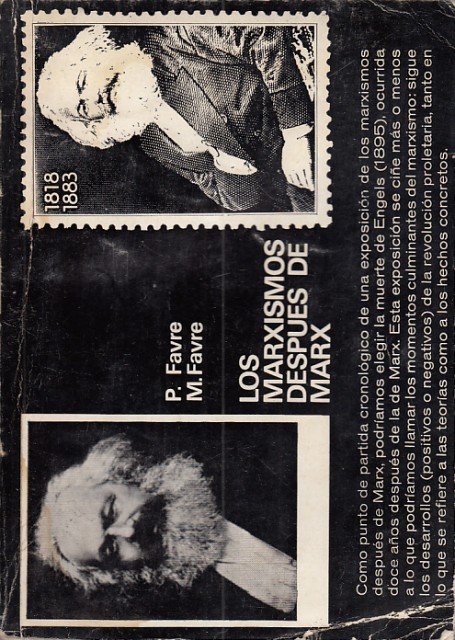 1818
1883
P. Favre
M. Favre
LOS
MARXISMOS
DESPUES DE
MARX
Como punto de partida cronológico de una exposición de los marxismos
después de Marx, podríamos elegir la muerte de Engels (1895), ocurrida
doce años después de la de Marx. Esta exposición se ciñe más o menos
a lo que podríamos llamar los momentos culminantes del marxismo: sigue
los desarrollos (positivos o negativos) de la revolución proletaria, tanto en
lo que se refiere a las teorías como a los hechos concretos.